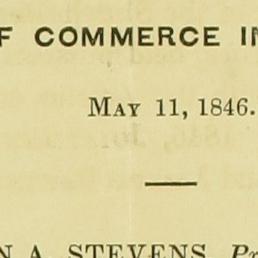 F COMMERCE IN
MAY 11, 1846.
N A. STEVENS, Pr